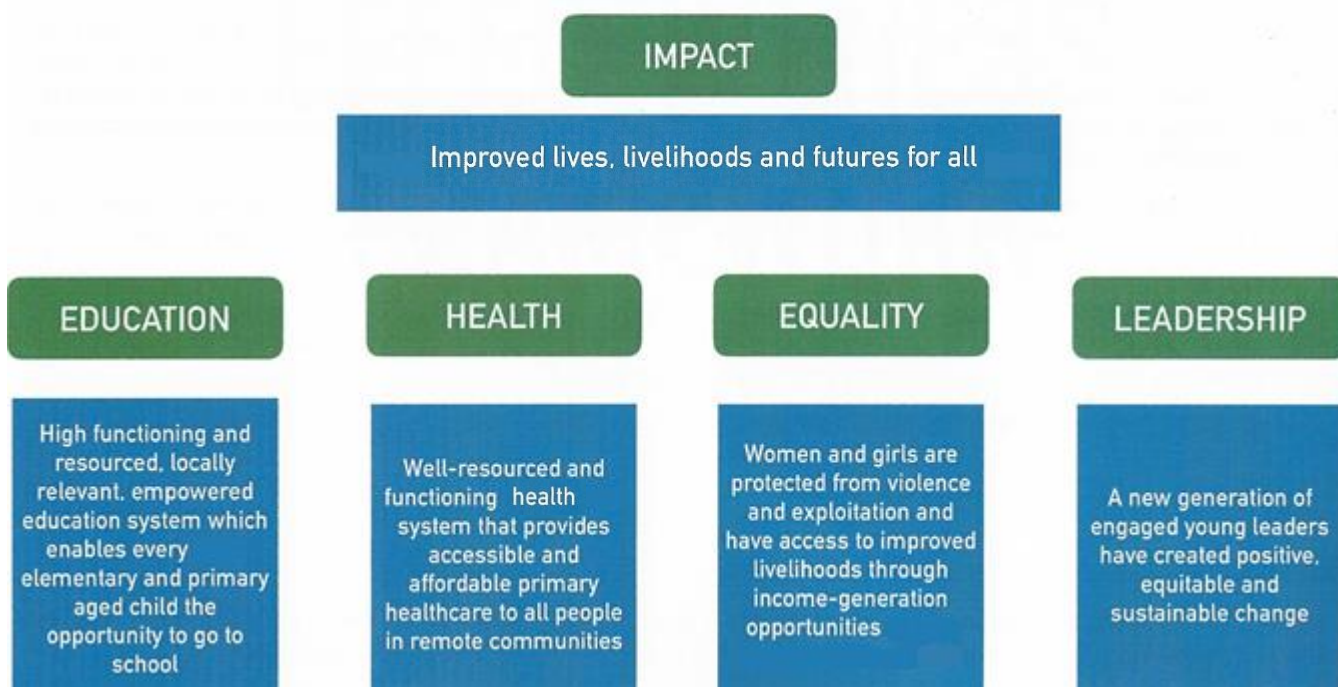 IMPACT
Improved lives, livelihoods and futures for all
EDUCATION
High functioning and
resourced, locally
relevant, empowered
education system which
enables every
elementary and primary
aged child the
opportunity to go to
school
HEALTH
Well-resourced and
functioning health
system that provides
accessible and
affordable primary
healthcare to all people
in remote communities
EQUALITY
Women and girls are
protected from violence
and exploitation and
have access to improved
livelihoods through
income-generation
opportunities
LEADERSHIP
A new generation of
engaged young leaders
have created positive,
equitable and
sustainable change